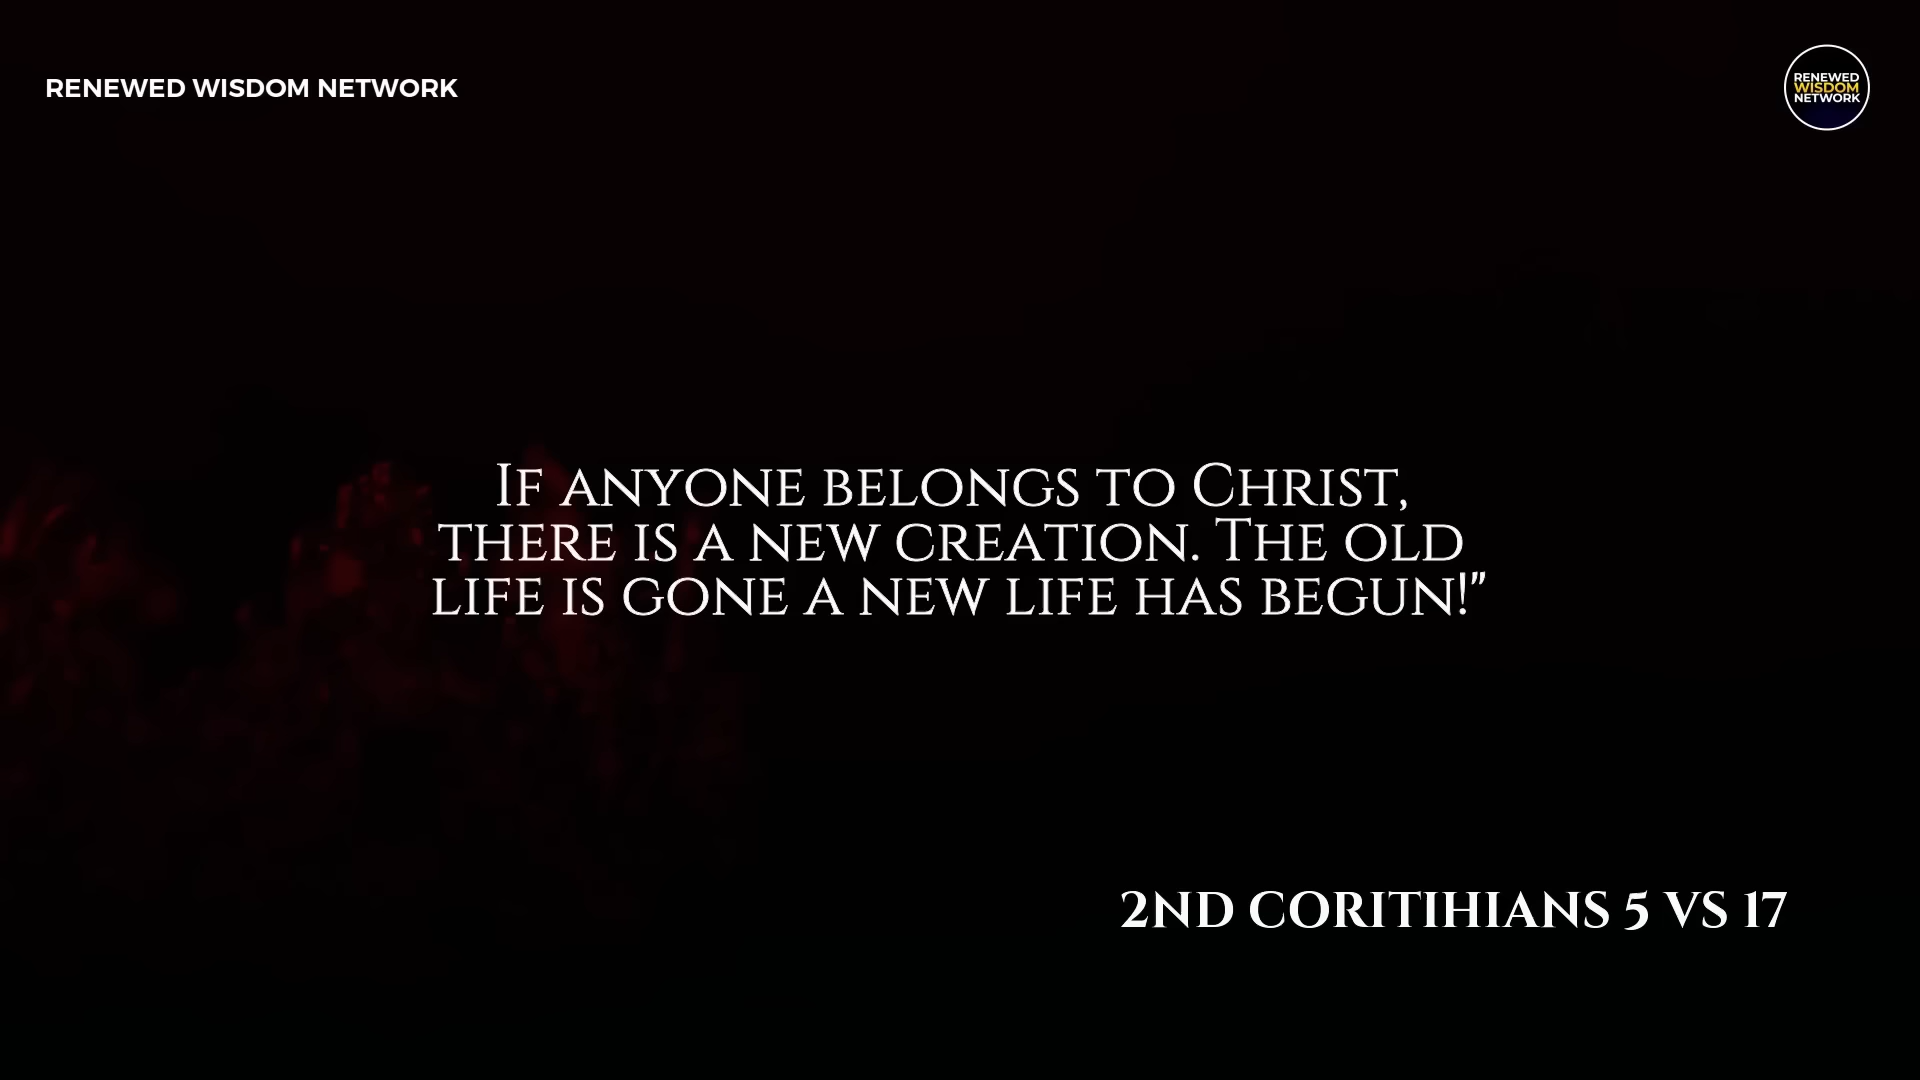 RENEWED WISDOM NETWORK
RENEWED
WISDOM
NETWORK
If anyone belongs to Christ,
there is a new creation. The old
life is gone a new life has begun!"
2ND CORITIHIANS 5 VS 17